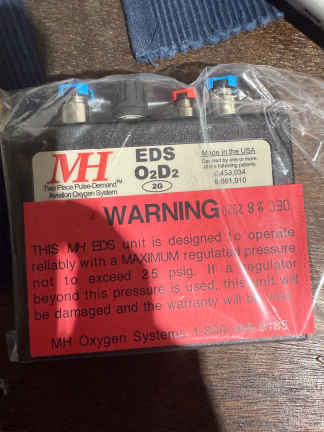 MH
EDS
O2D2
2G
Two Place Pulse-Demand™
Aviation Oxygen System
Made in the USA
WARNING
THIS MH EDS unit is designed to operate
reliably with a MAXIMUM regulated pressure
not to exceed 25 psig. If a regulator
beyond this pressure is used, this unit will
be damaged and the warranty will be void.
MH Oxygen Systems